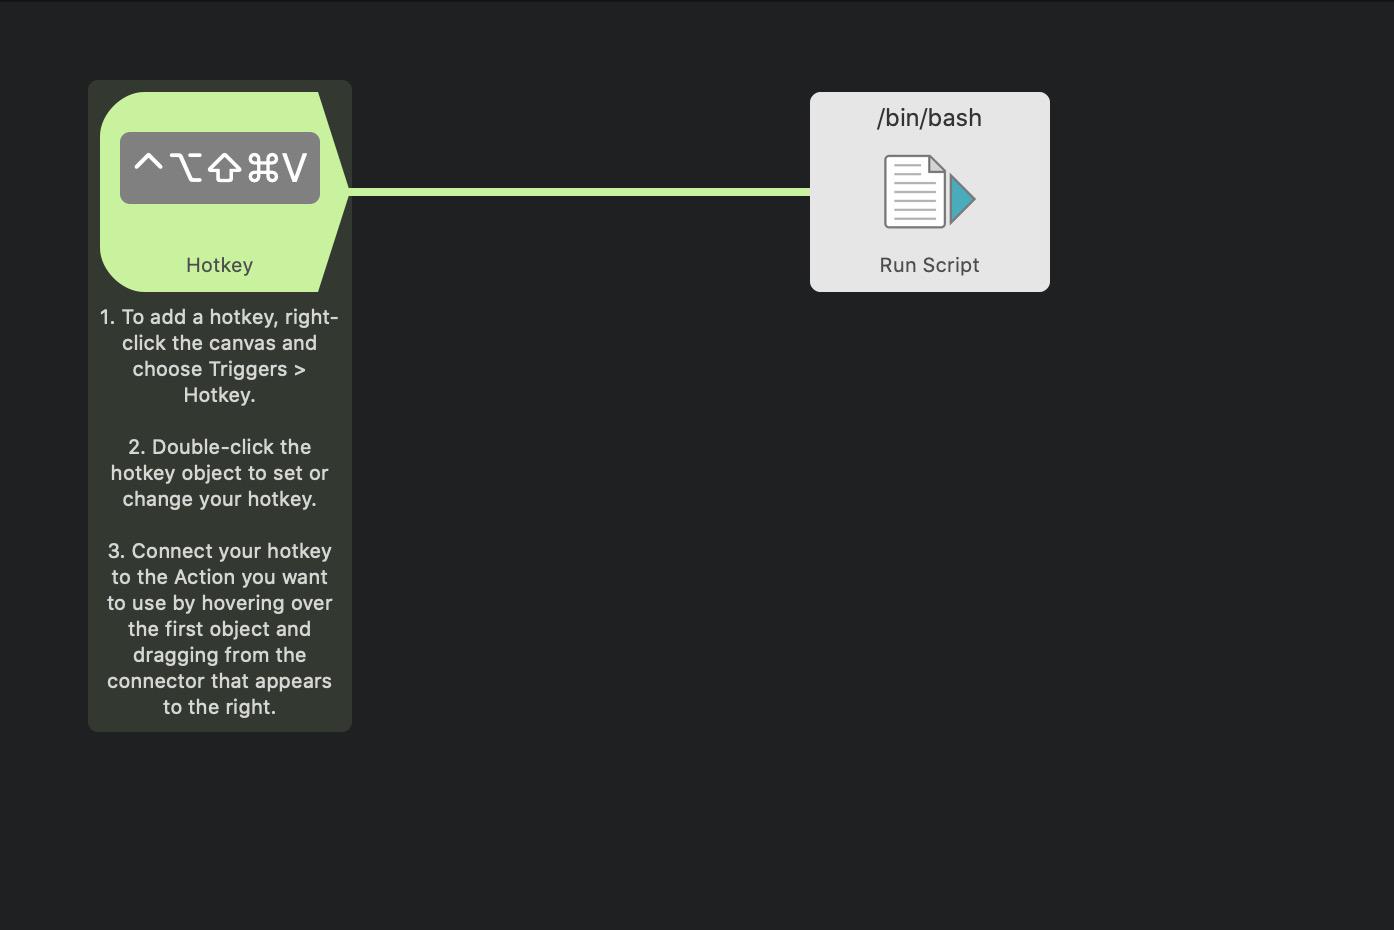 ⌃⌥⇧⌘V
Hotkey
1. To add a hotkey, right-
click the canvas and
choose Triggers >
Hotkey.
2. Double-click the
hotkey object to set or
change your hotkey.
3. Connect your hotkey
to the Action you want
to use by hovering over
the first object and
dragging from the
connector that appears
to the right.
/bin/bash
Run Script